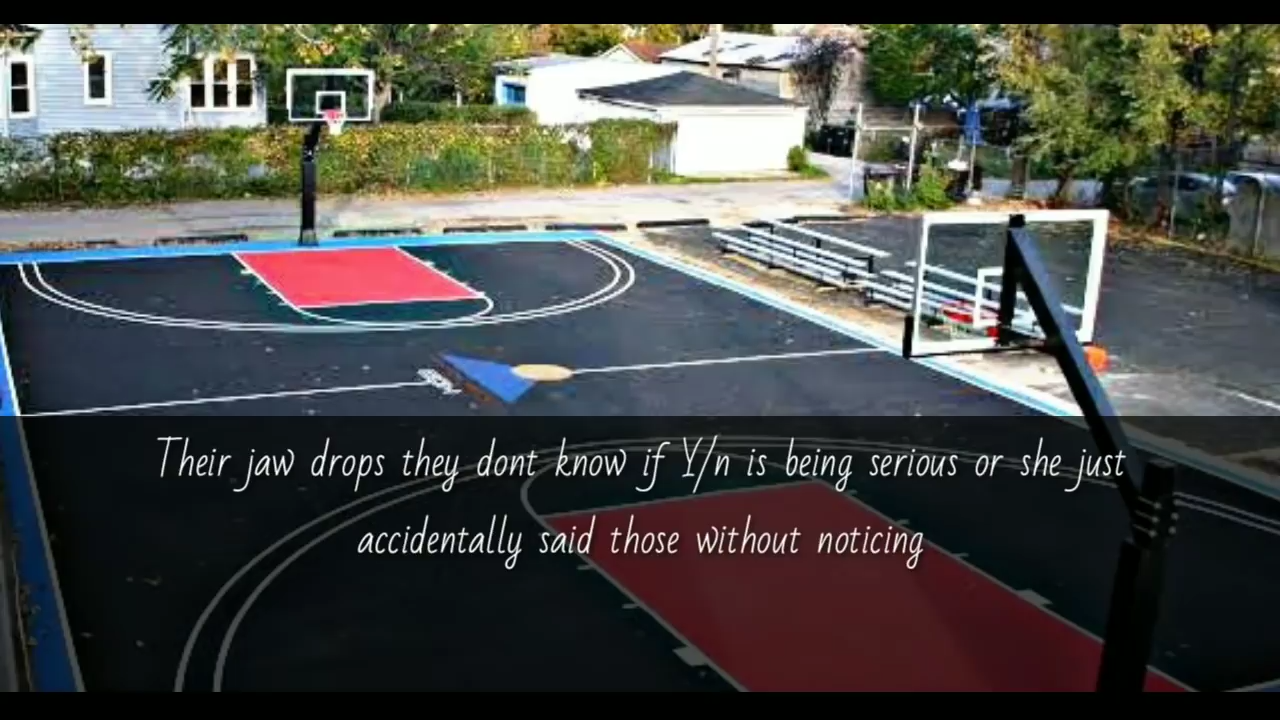 Their jaw drops they dont know if Y/n is being serious or she just
accidentally said those without noticing